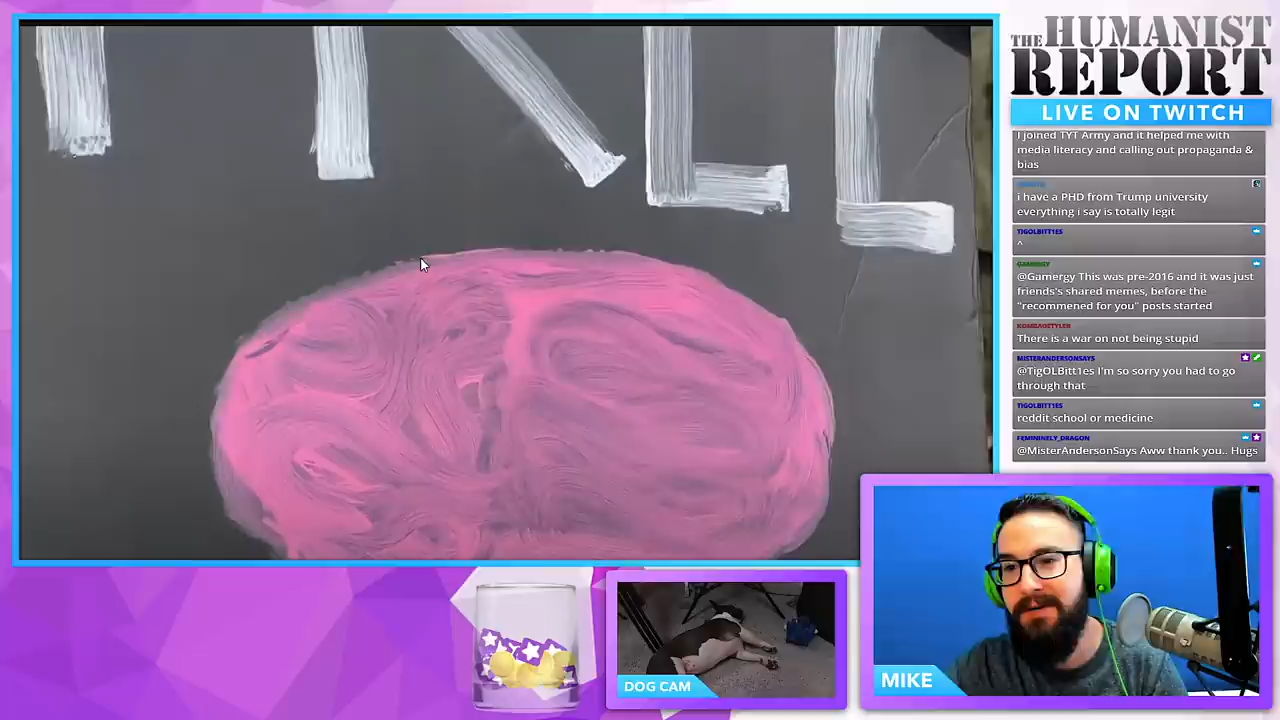 THE HUMANIST
REPORT
LIVE ON TWITCH
I joined TYT Army and it helped me with
media literacy and calling out propaganda &
bias
i have a PHD from Trump university
everything i say is totally legit
TIGOLBITT1ES
^
GAMERGY
@Gamergy This was pre-2016 and it was just
friends's shared memes, before the
"recommened for you" posts started
There is a war on not being stupid
MISTERANDERSONSAYS
@TigOLBitt1es I'm so sorry you had to go
through that
TIGOLBITT1ES
reddit school or medicine
FEMININELY_DRAGON
@MisterAndersonSays Aww thank you.. Hugs
DOG CAM
MIKE